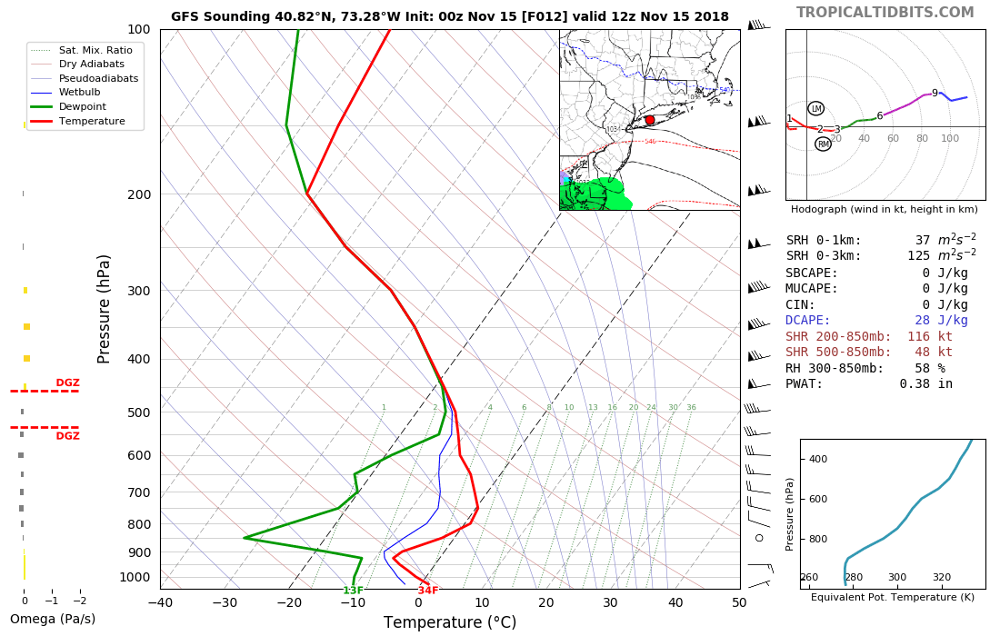 GFS Sounding 40.82°N, 73.28°W Init: 00z Nov 15 [F012] valid 12z Nov 15 2018
TROPICALTIDBITS.COM
Sat. Mix. Ratio
Dry Adiabats
Pseudoadiabats
Wetbulb
Dewpoint
Temperature
100
200
300
400
500
600
700
800
900
1000
Pressure (hPa)
−40 −30 −20 −10 0 10 20 30 40 50
Temperature (°C)
13F 34F
1 2 4 6 8 10 13 16 20 24 30 36
DGZ
DGZ
0 −1 −2
Omega (Pa/s)
546
1034
1 2 3 6 9
LM
RM
20 40 60 80 100
Hodograph (wind in kt, height in km)
SRH 0-1km: 37 m²s⁻²
SRH 0-3km: 125 m²s⁻²
SBCAPE: 0 J/kg
MUCAPE: 0 J/kg
CIN: 0 J/kg
DCAPE: 28 J/kg
SHR 200-850mb: 116 kt
SHR 500-850mb: 48 kt
RH 300-850mb: 58 %
PWAT: 0.38 in
400
600
800
Pressure (hPa)
260 280 300 320
Equivalent Pot. Temperature (K)